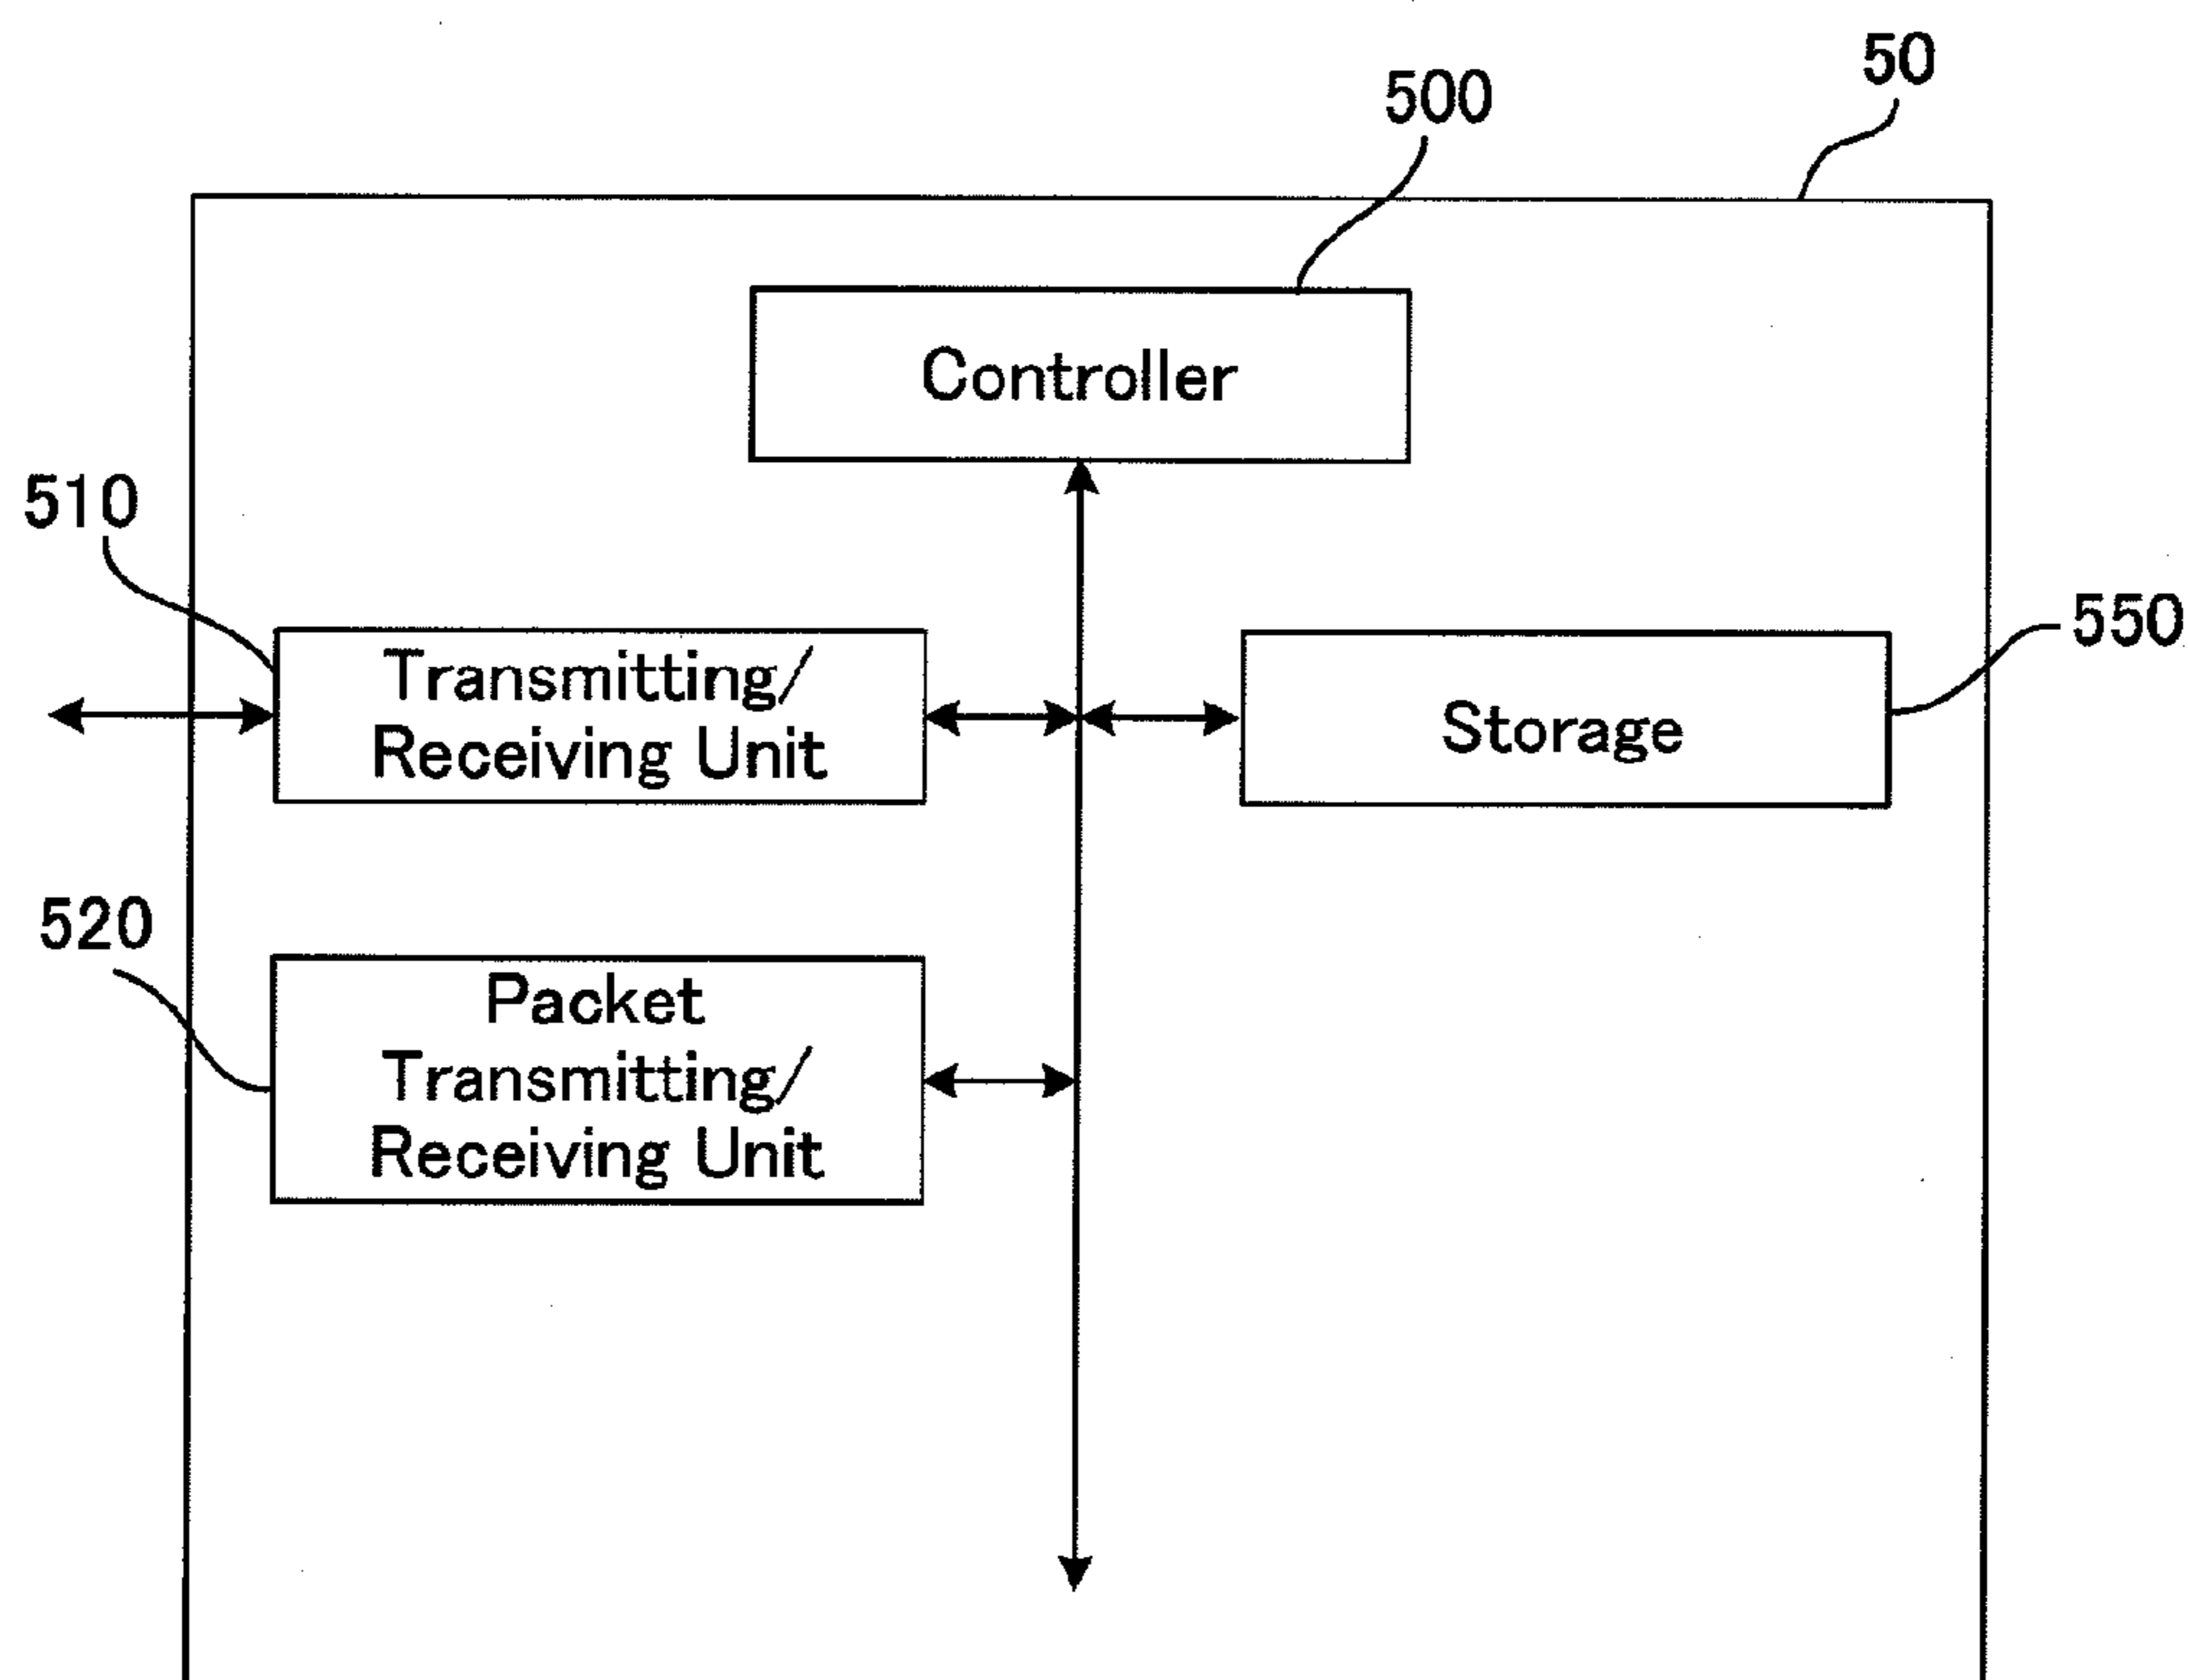 50
500
Controller
510
Transmitting/
Receiving Unit
550
Storage
520
Packet
Transmitting/
Receiving Unit